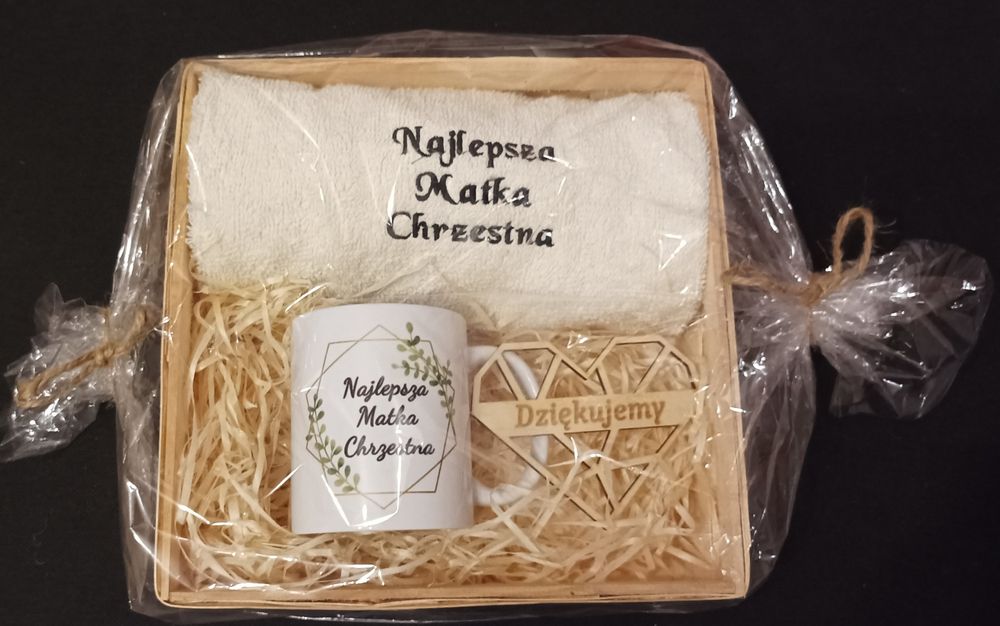 Najlepsza
Matka
Chrzestna
Najlepsza
Matka
Chrzestna
Dziękujemy